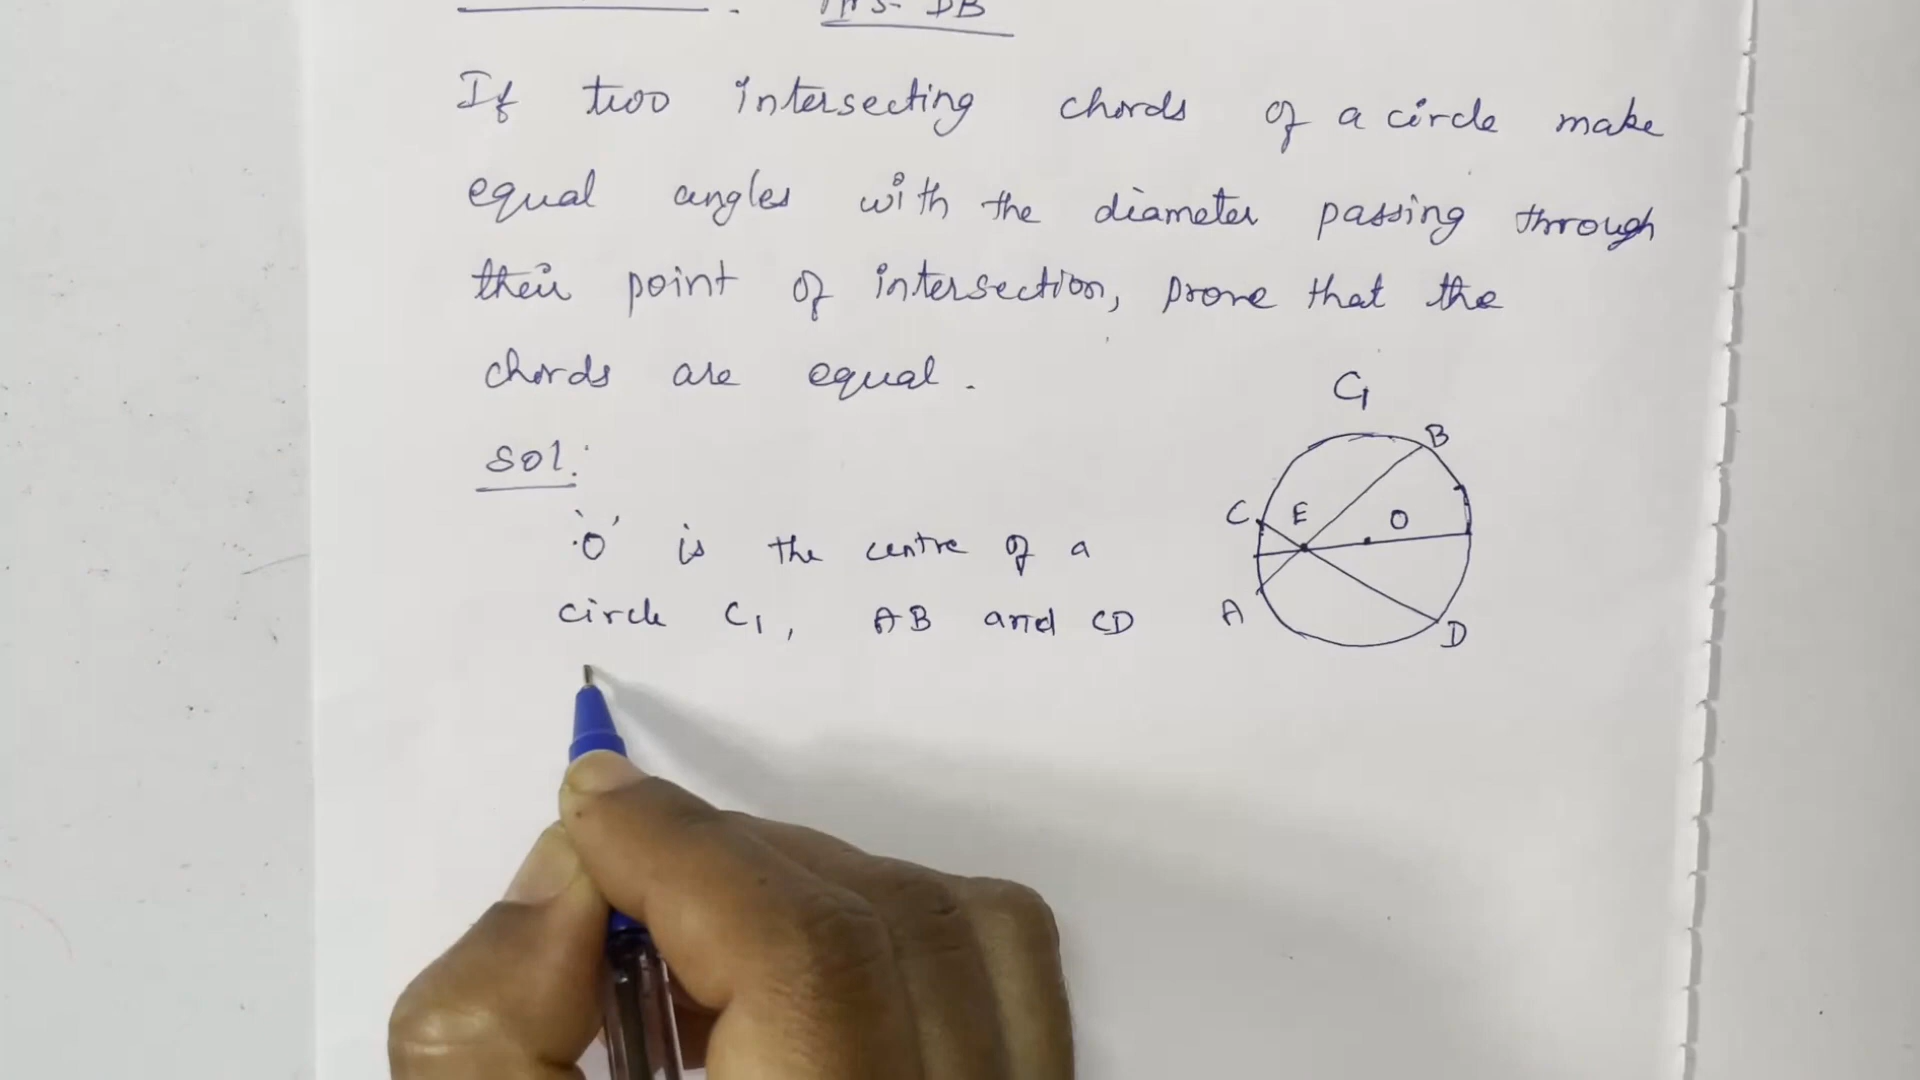 If two intersecting chords of a circle make
equal angles with the diameter passing through
their point of intersection, prove that the
chords are equal.
C1
Sol:
B
C E O
'O' is the centre of a
circle C1, AB and CD
A
D